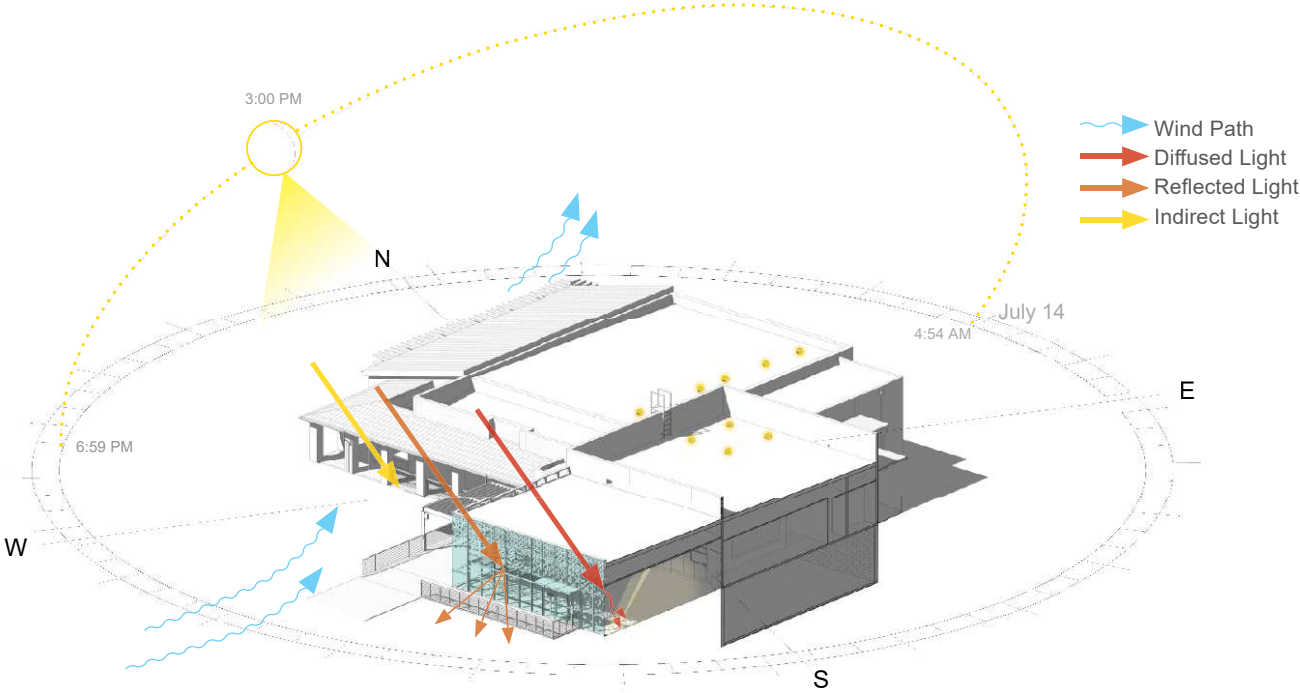 3:00 PM
Wind Path
Diffused Light
Reflected Light
Indirect Light
N
July 14
4:54 AM
E
6:59 PM
W
S